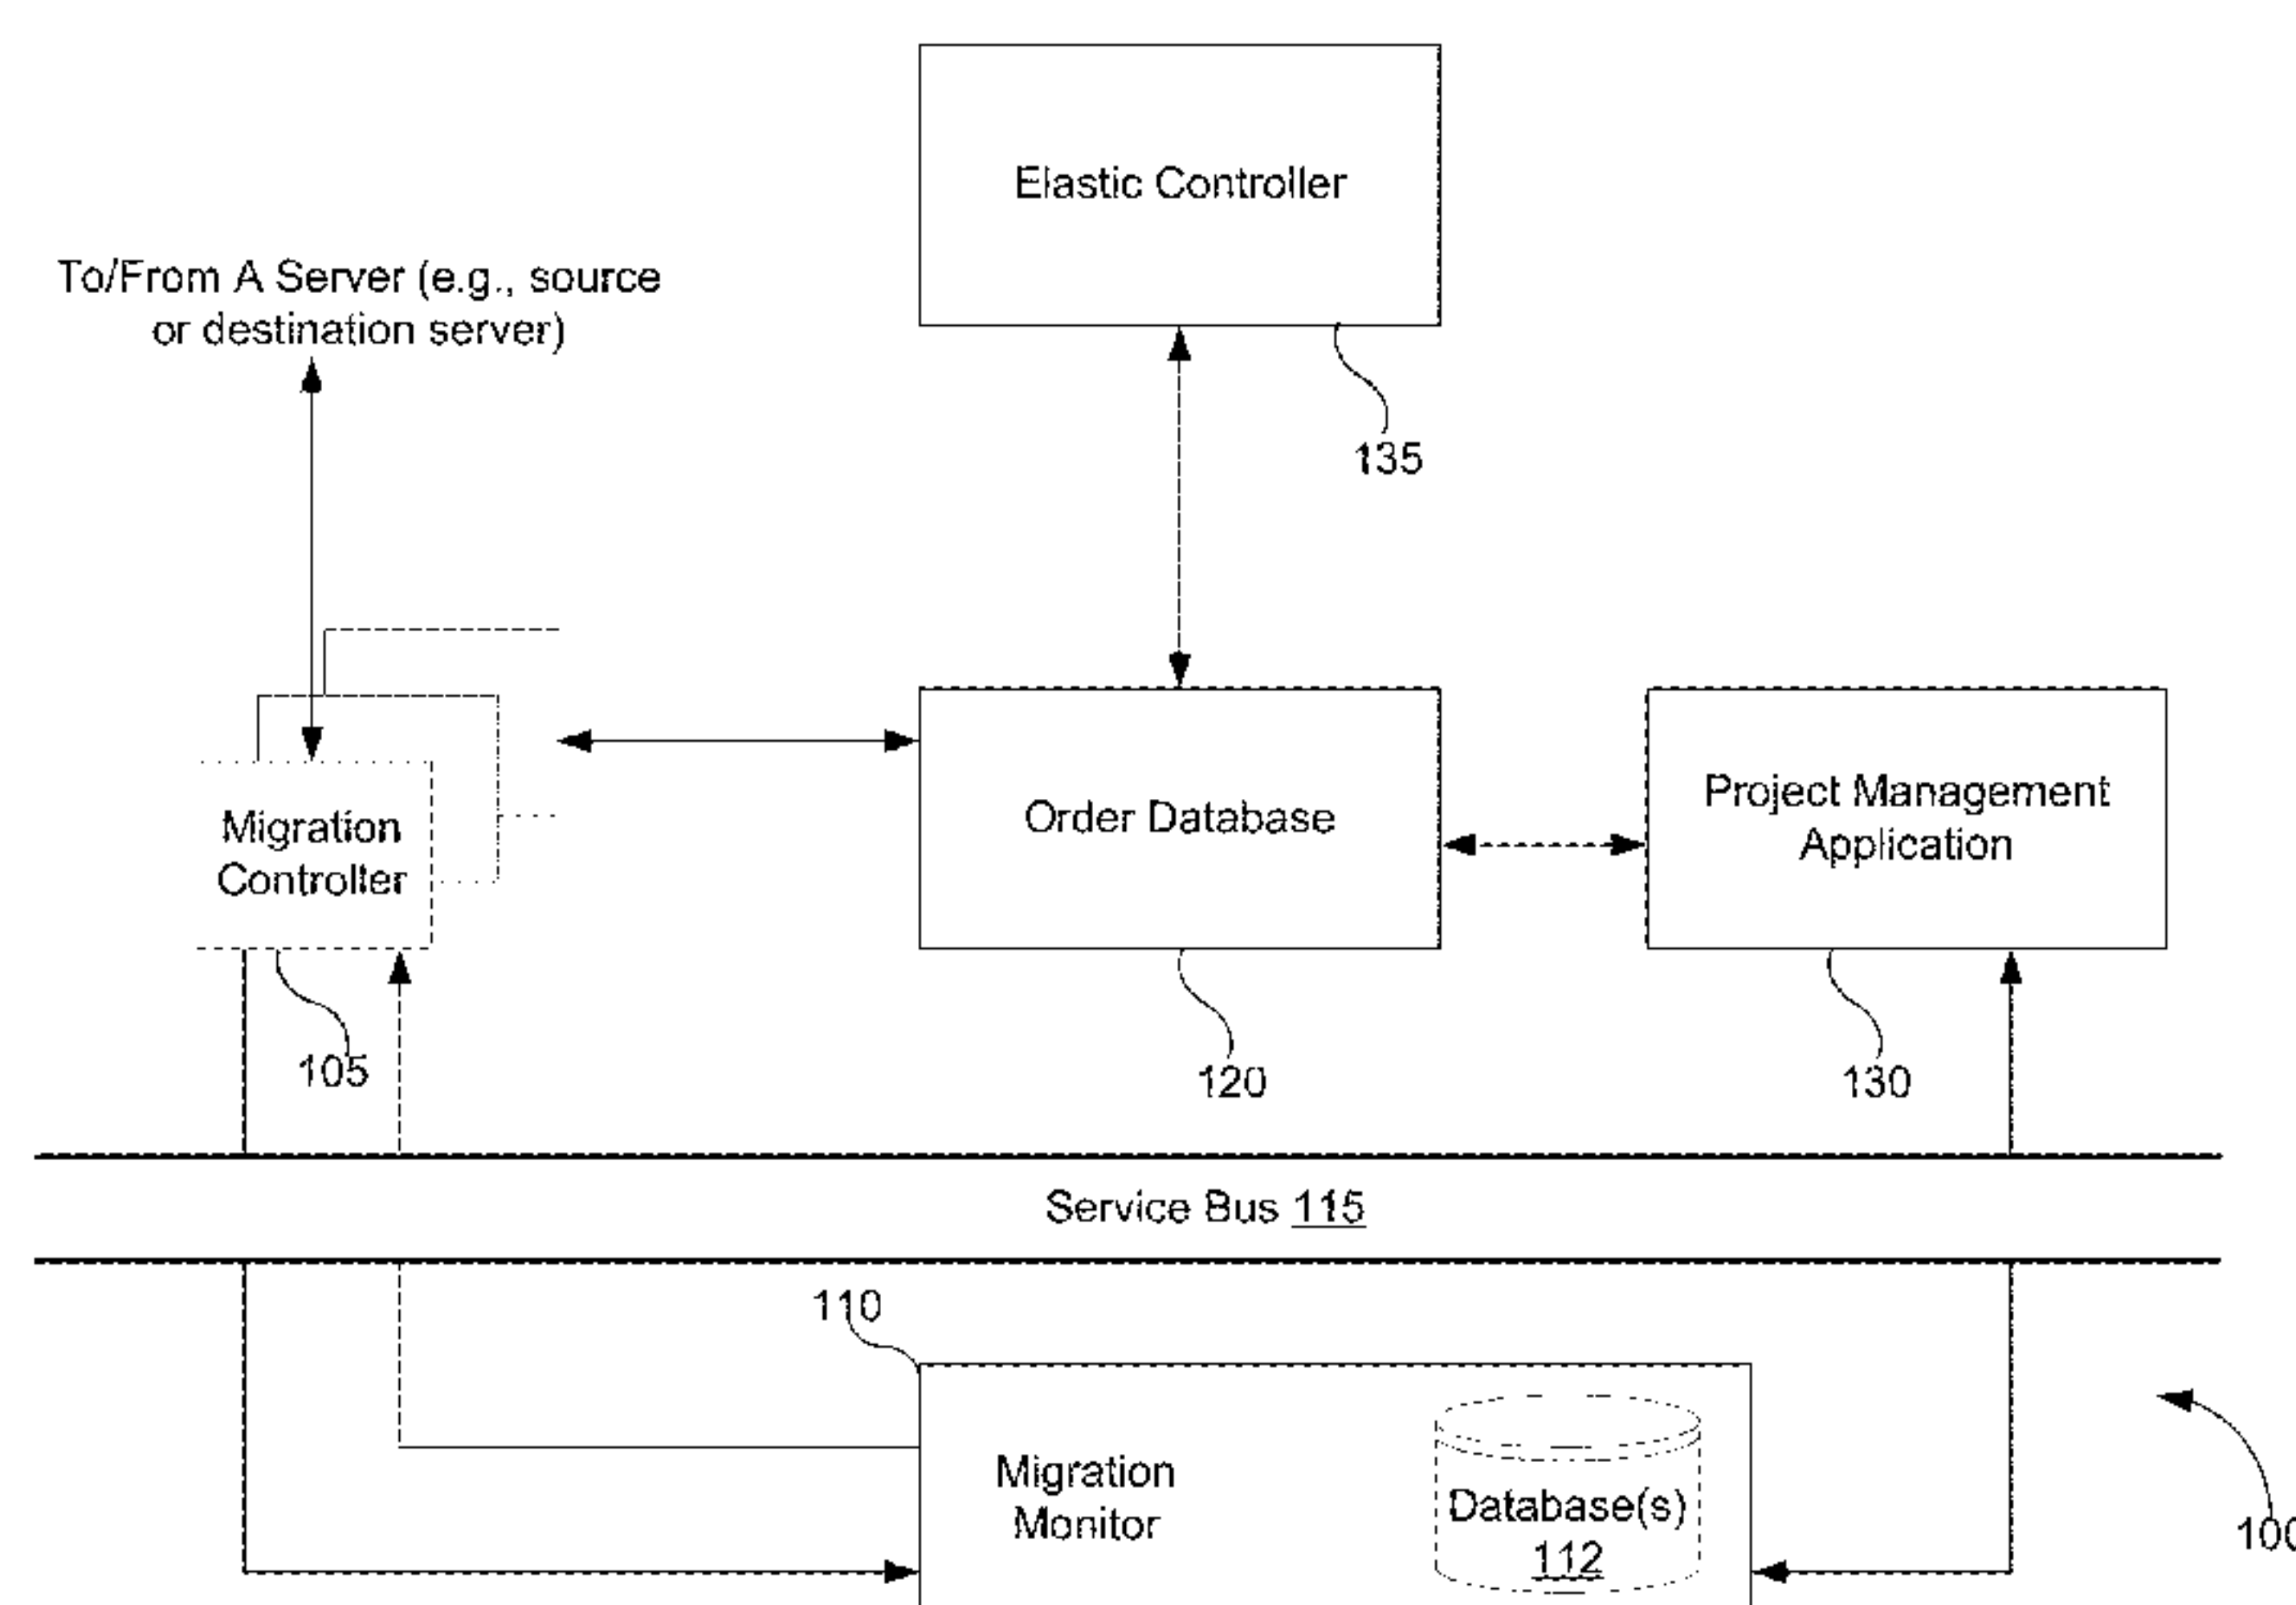 Elastic Controller
To/From A Server (e.g., source
or destination server)
135
Migration
Controller
Order Database
Project Management
Application
105
120
130
Service Bus 115
110
Migration
Monitor
Database(s)
112
100